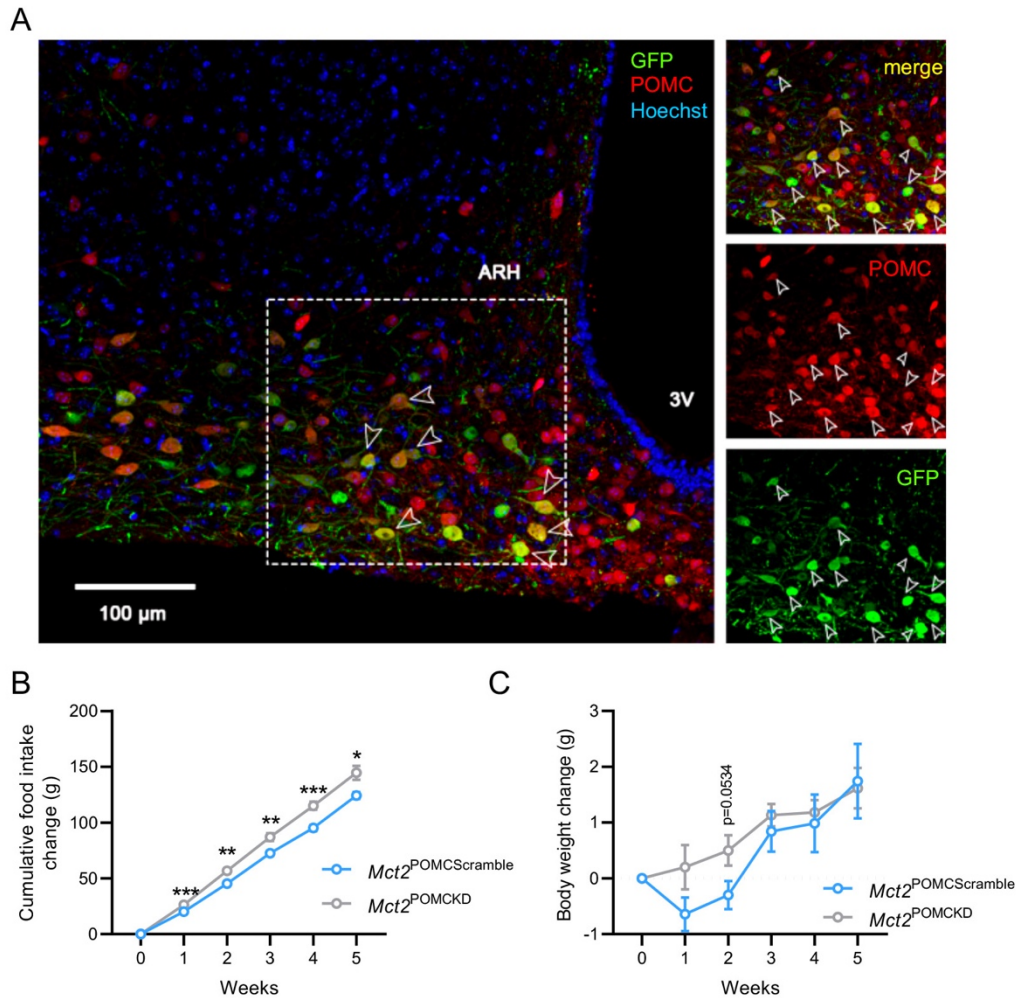 A
GFP
POMC
Hoechst
ARH
3V
100 µm
merge
POMC
GFP
B
Cumulative food intake
change (g)
200
150
100
50
0
***
**
**
***
*
Mct2POMCScramble
Mct2POMCKD
0 1 2 3 4 5
Weeks
C
Body weight change (g)
3
2
1
0
-1
p=0.0534
Mct2POMCScramble
Mct2POMCKD
0 1 2 3 4 5
Weeks